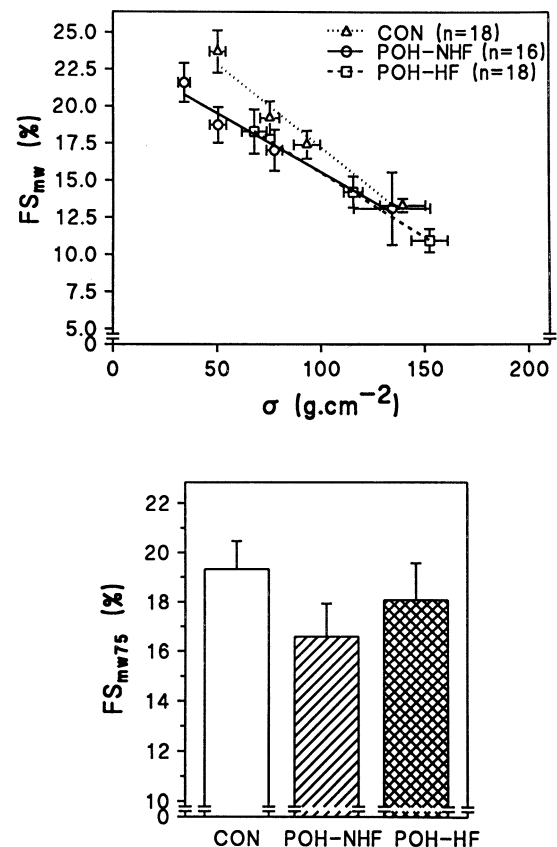 25.0
22.5
20.0
17.5
15.0
12.5
10.0
7.5
5.0
0
FSmw (%)
CON (n=18)
POH-NHF (n=16)
POH-HF (n=18)
0 50 100 150 200
σ (g.cm⁻²)
22
20
18
16
14
12
10
0
FSmw75 (%)
CON POH-NHF POH-HF